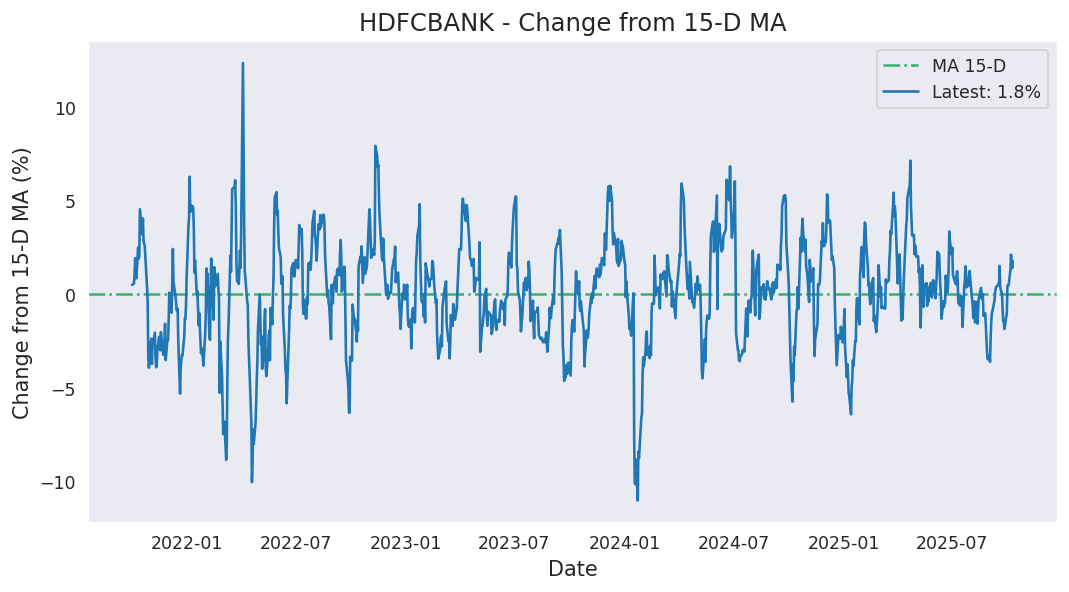 HDFCBANK - Change from 15-D MA
MA 15-D
Latest: 1.8%
Change from 15-D MA (%)
10
5
0
−5
−10
2022-01 2022-07 2023-01 2023-07 2024-01 2024-07 2025-01 2025-07
Date